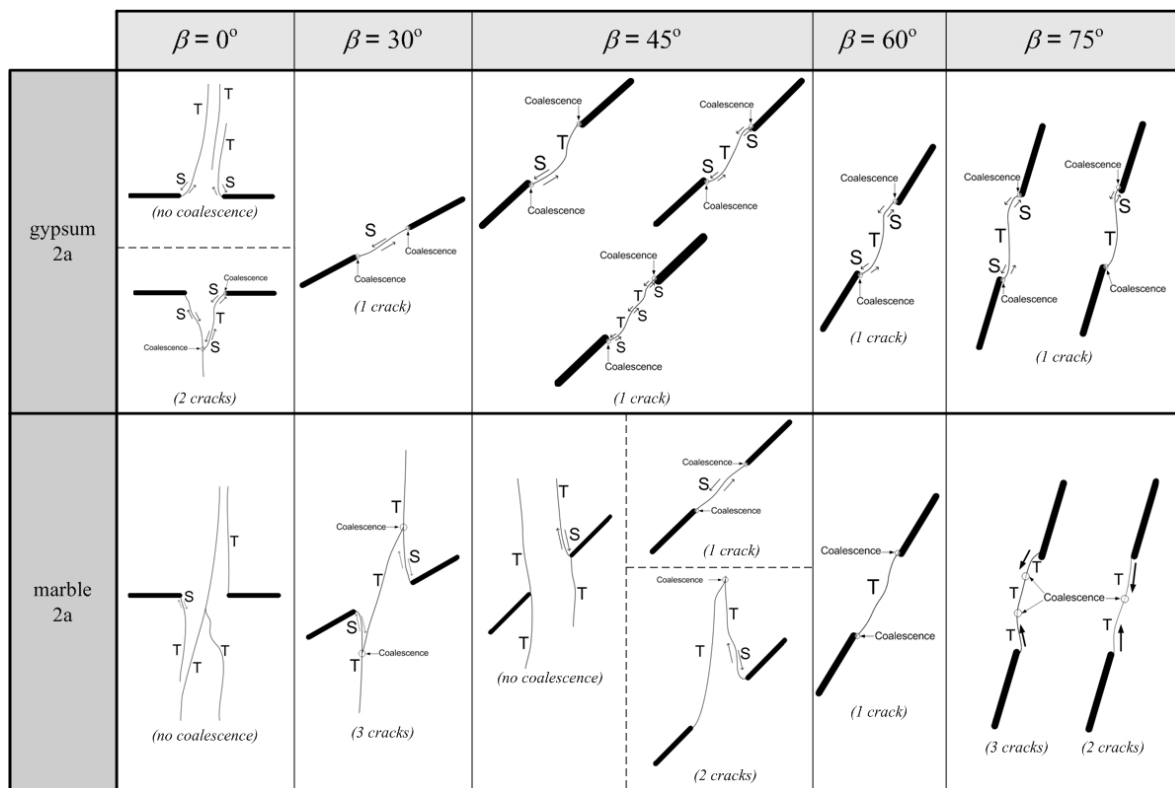 β = 0° β = 30° β = 45° β = 60° β = 75°
gypsum
2a
T T
T
S S
(no coalescence)
Coalescence
S S
T
Coalescence
S
(2 cracks)
S
Coalescence
Coalescence
(1 crack)
Coalescence
T
S
Coalescence
Coalescence
S
T
S
Coalescence
Coalescence
S
T
S
T
S
Coalescence
(1 crack)
Coalescence
S
T
S
Coalescence
(1 crack)
Coalescence
S
T
S
Coalescence
Coalescence
S
T
Coalescence
(1 crack)
marble
2a
T
S
T T T
(no coalescence)
T
Coalescence
S
T
S
Coalescence
T
(3 cracks)
T
S
T
T
(no coalescence)
Coalescence
S
Coalescence
(1 crack)
Coalescence
T
S
T
(2 cracks)
Coalescence
T
Coalescence
(1 crack)
T
T
Coalescence
T
T
(3 cracks) (2 cracks)